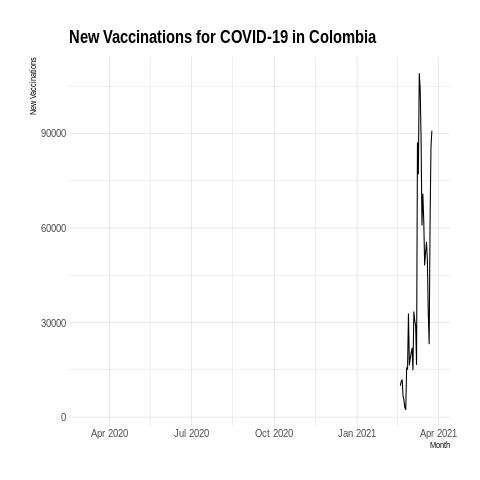 New Vaccinations for COVID-19 in Colombia
New Vaccinations
90000
60000
30000
0
Apr 2020 Jul 2020 Oct 2020 Jan 2021 Apr 2021
Month